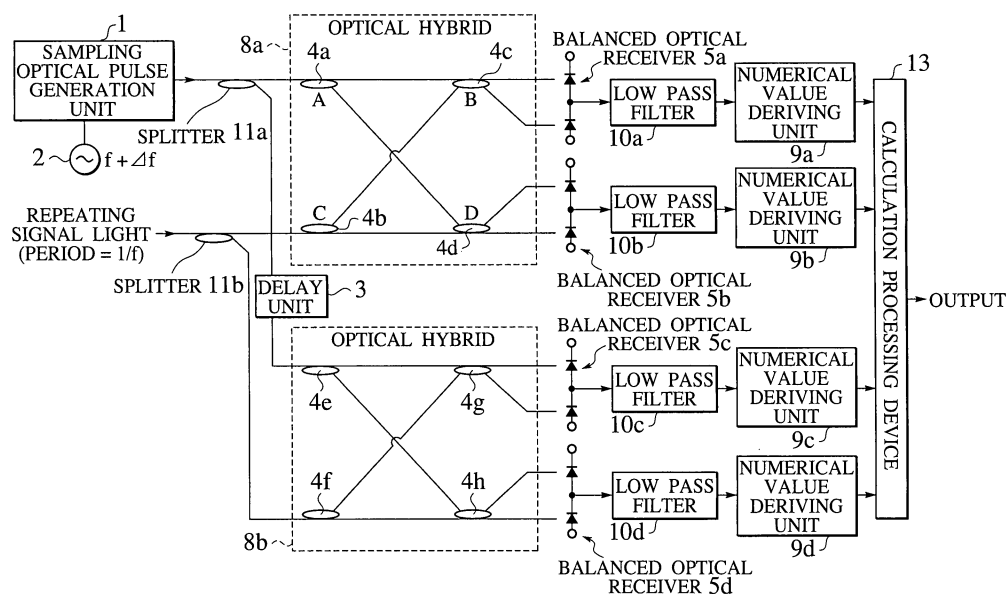 1
SAMPLING
OPTICAL PULSE
GENERATION
UNIT
2
f + Δf
SPLITTER 11a
REPEATING
SIGNAL LIGHT
(PERIOD = 1/f)
SPLITTER 11b
DELAY
UNIT
3
8a
OPTICAL HYBRID
4a
4c
A
B
C
D
4b
4d
BALANCED OPTICAL
RECEIVER 5a
LOW PASS
FILTER
10a
NUMERICAL
VALUE
DERIVING
UNIT
9a
LOW PASS
FILTER
10b
NUMERICAL
VALUE
DERIVING
UNIT
9b
BALANCED OPTICAL
RECEIVER 5b
13
CALCULATION PROCESSING DEVICE
OUTPUT
OPTICAL HYBRID
4e
4g
4f
4h
8b
BALANCED OPTICAL
RECEIVER 5c
LOW PASS
FILTER
10c
NUMERICAL
VALUE
DERIVING
UNIT
9c
LOW PASS
FILTER
10d
NUMERICAL
VALUE
DERIVING
UNIT
9d
BALANCED OPTICAL
RECEIVER 5d